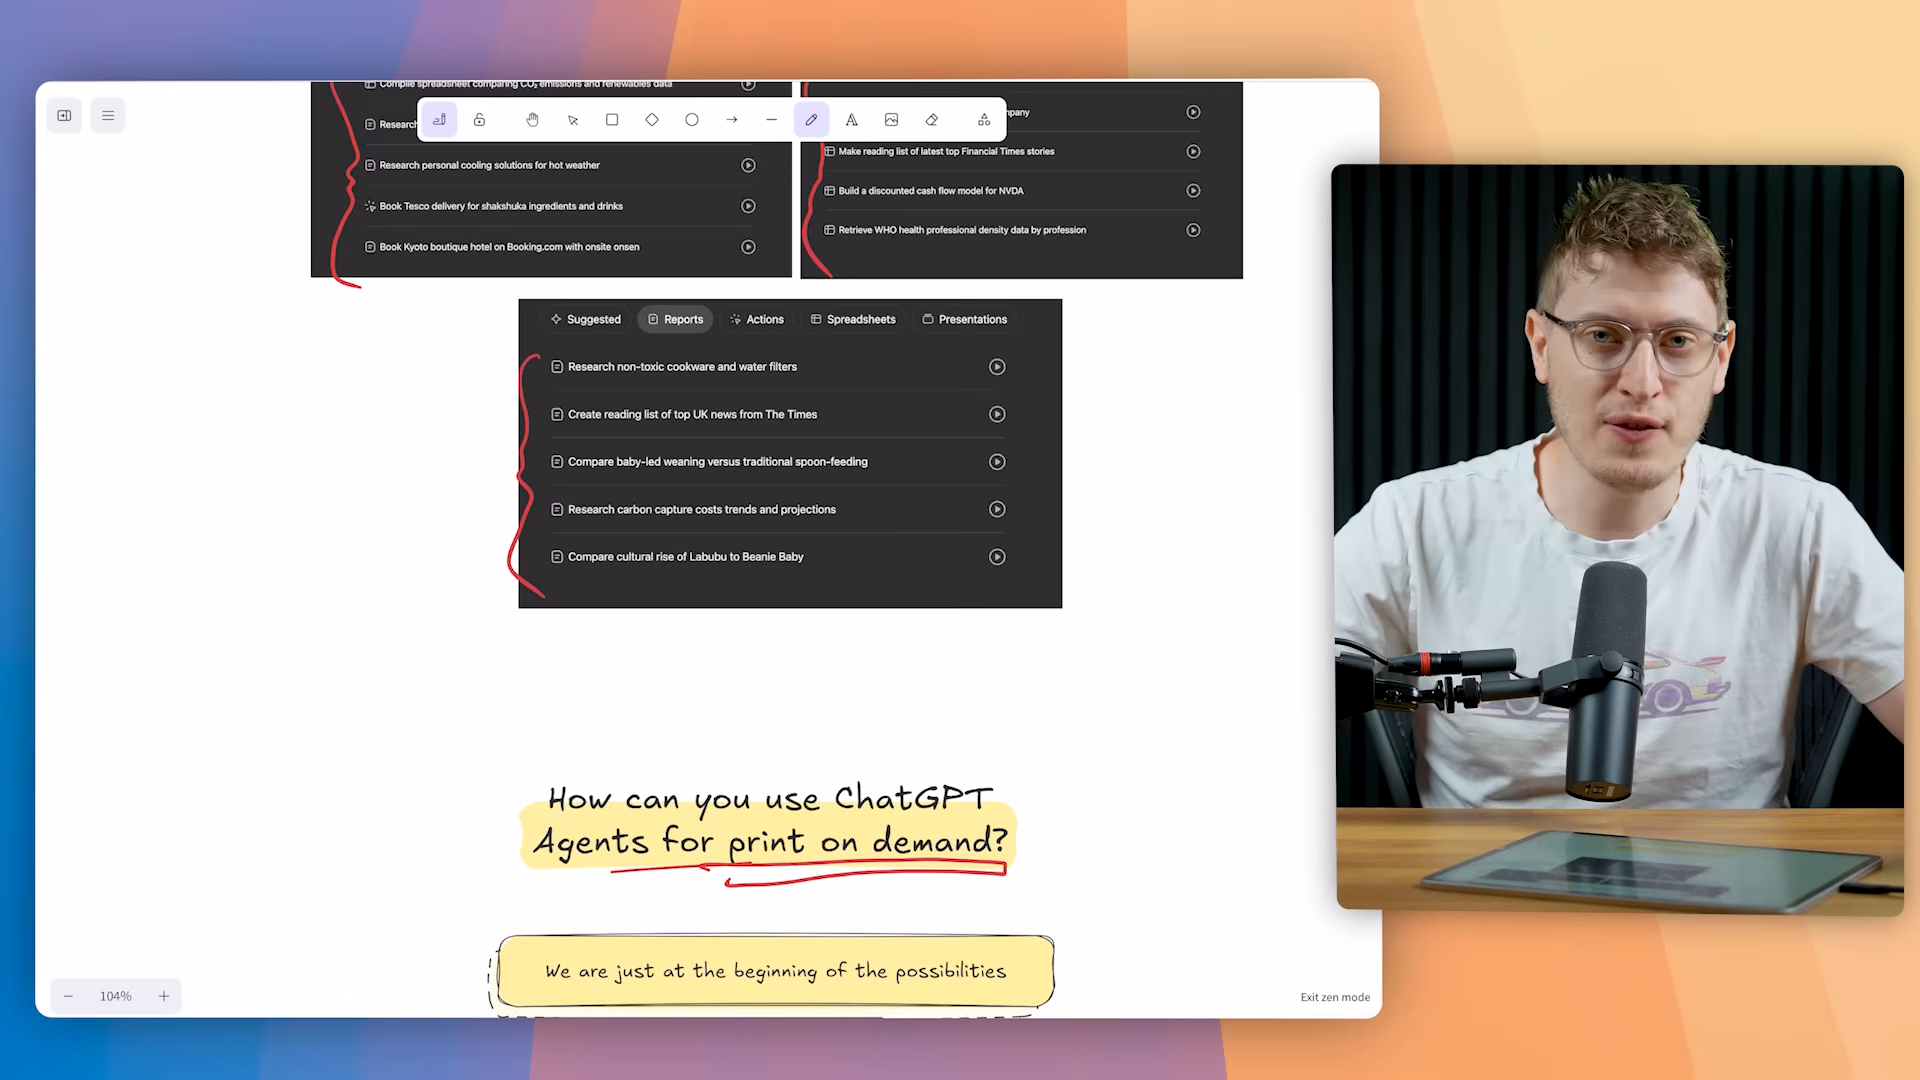 Compile spreadsheet comparing CO₂ emissions and renewables data
Research
Research personal cooling solutions for hot weather
Book Tesco delivery for shakshuka ingredients and drinks
Book Kyoto boutique hotel on Booking.com with onsite onsen
Make reading list of latest top Financial Times stories
Build a discounted cash flow model for NVDA
Retrieve WHO health professional density data by profession
Suggested Reports Actions Spreadsheets Presentations
Research non-toxic cookware and water filters
Create reading list of top UK news from The Times
Compare baby-led weaning versus traditional spoon-feeding
Research carbon capture costs trends and projections
Compare cultural rise of Labubu to Beanie Baby
How can you use ChatGPT
Agents for print on demand?
We are just at the beginning of the possibilities
104%
Exit zen mode